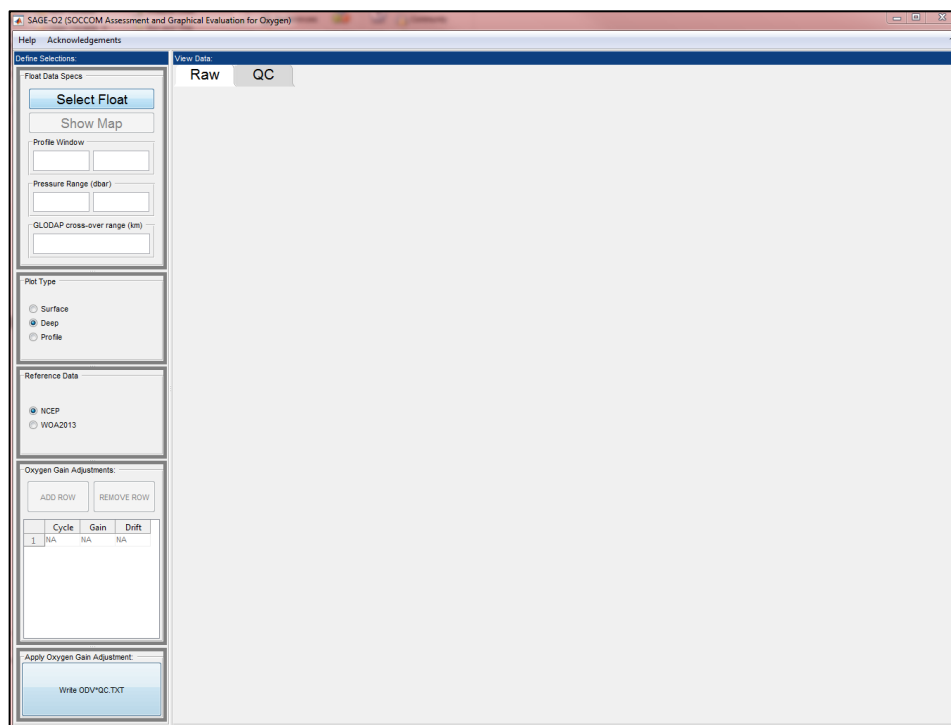 SAGE-O2 (SOCCOM Assessment and Graphical Evaluation for Oxygen)
Help Acknowledgements
Define Selections:
View Data:
Raw QC
Float Data Specs
Select Float
Show Map
Profile Window
Pressure Range (dbar)
GLODAP cross-over range (km)
Plot Type
Surface
Deep
Profile
Reference Data
NCEP
WOA2013
Oxygen Gain Adjustments:
ADD ROW REMOVE ROW
Cycle Gain Drift
1 NA NA NA
Apply Oxygen Gain Adjustment:
Write ODV*QC.TXT